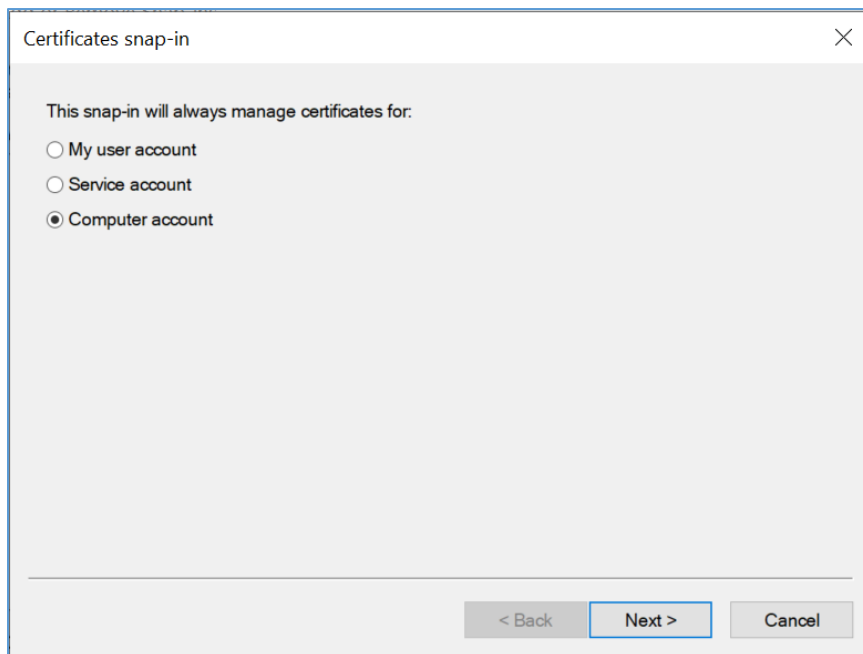 Certificates snap-in
This snap-in will always manage certificates for:
My user account
Service account
Computer account
< Back Next > Cancel